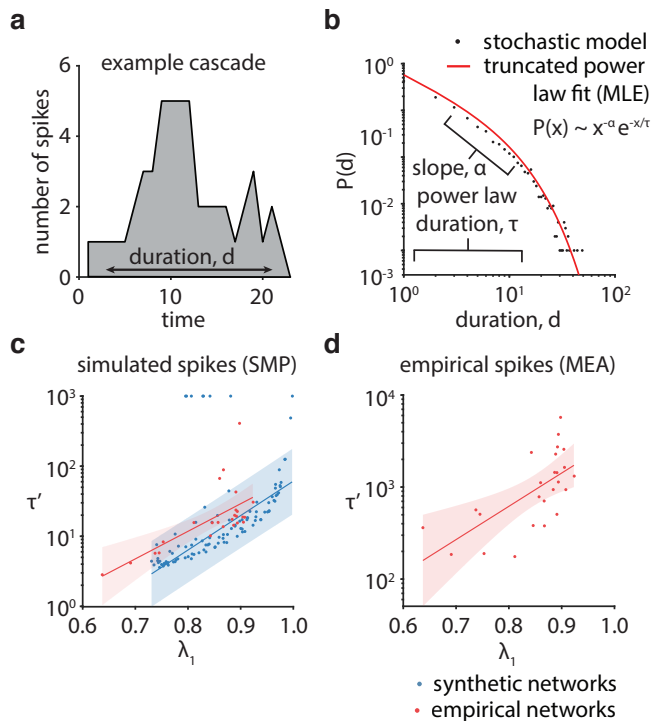 a
example cascade
6
4
2
0
number of spikes
duration, d
0
10
20
time
b
stochastic model
truncated power
law fit (MLE)
P(x) ~ x^-α e^-x/τ
10^0
10^-1
10^-2
10^-3
P(d)
slope, α
power law
duration, τ
10^0
10^1
10^2
duration, d
c
simulated spikes (SMP)
10^3
10^2
10^1
10^0
τ′
0.6
0.7
0.8
0.9
1.0
λ₁
d
empirical spikes (MEA)
10^4
10^3
10^2
τ′
0.6
0.7
0.8
0.9
1.0
λ₁
synthetic networks
empirical networks